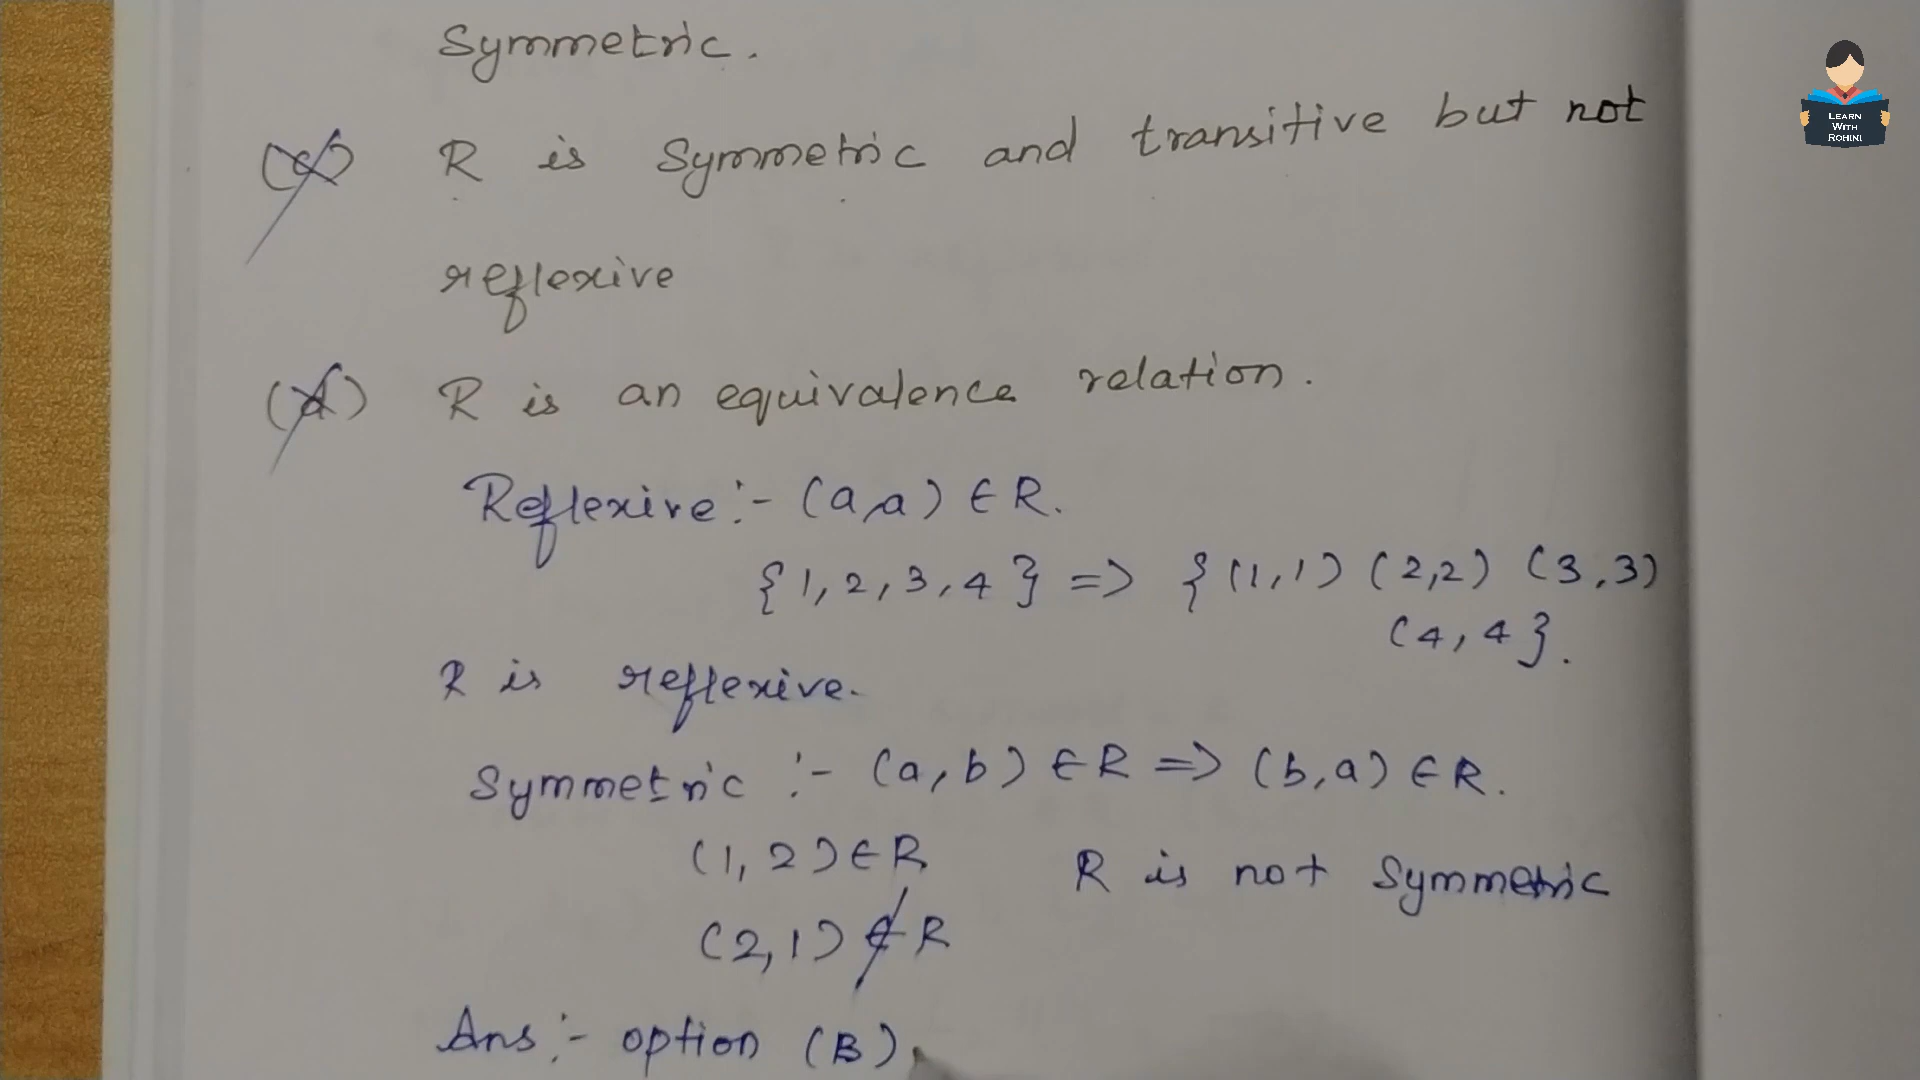 Symmetric.
(c) R is Symmetric and transitive but not
reflexive
(d) R is an equivalence relation.
Reflexive :- (a,a) ∈ R.
{1,2,3,4} => {(1,1) (2,2) (3,3)
(4,4}.
R is reflexive.
Symmetric :- (a,b) ∈ R => (b,a) ∈ R.
(1,2) ∈ R
R is not Symmetric
(2,1) ∉ R
Ans :- option (B).
LEARN
WITH
ROHINI